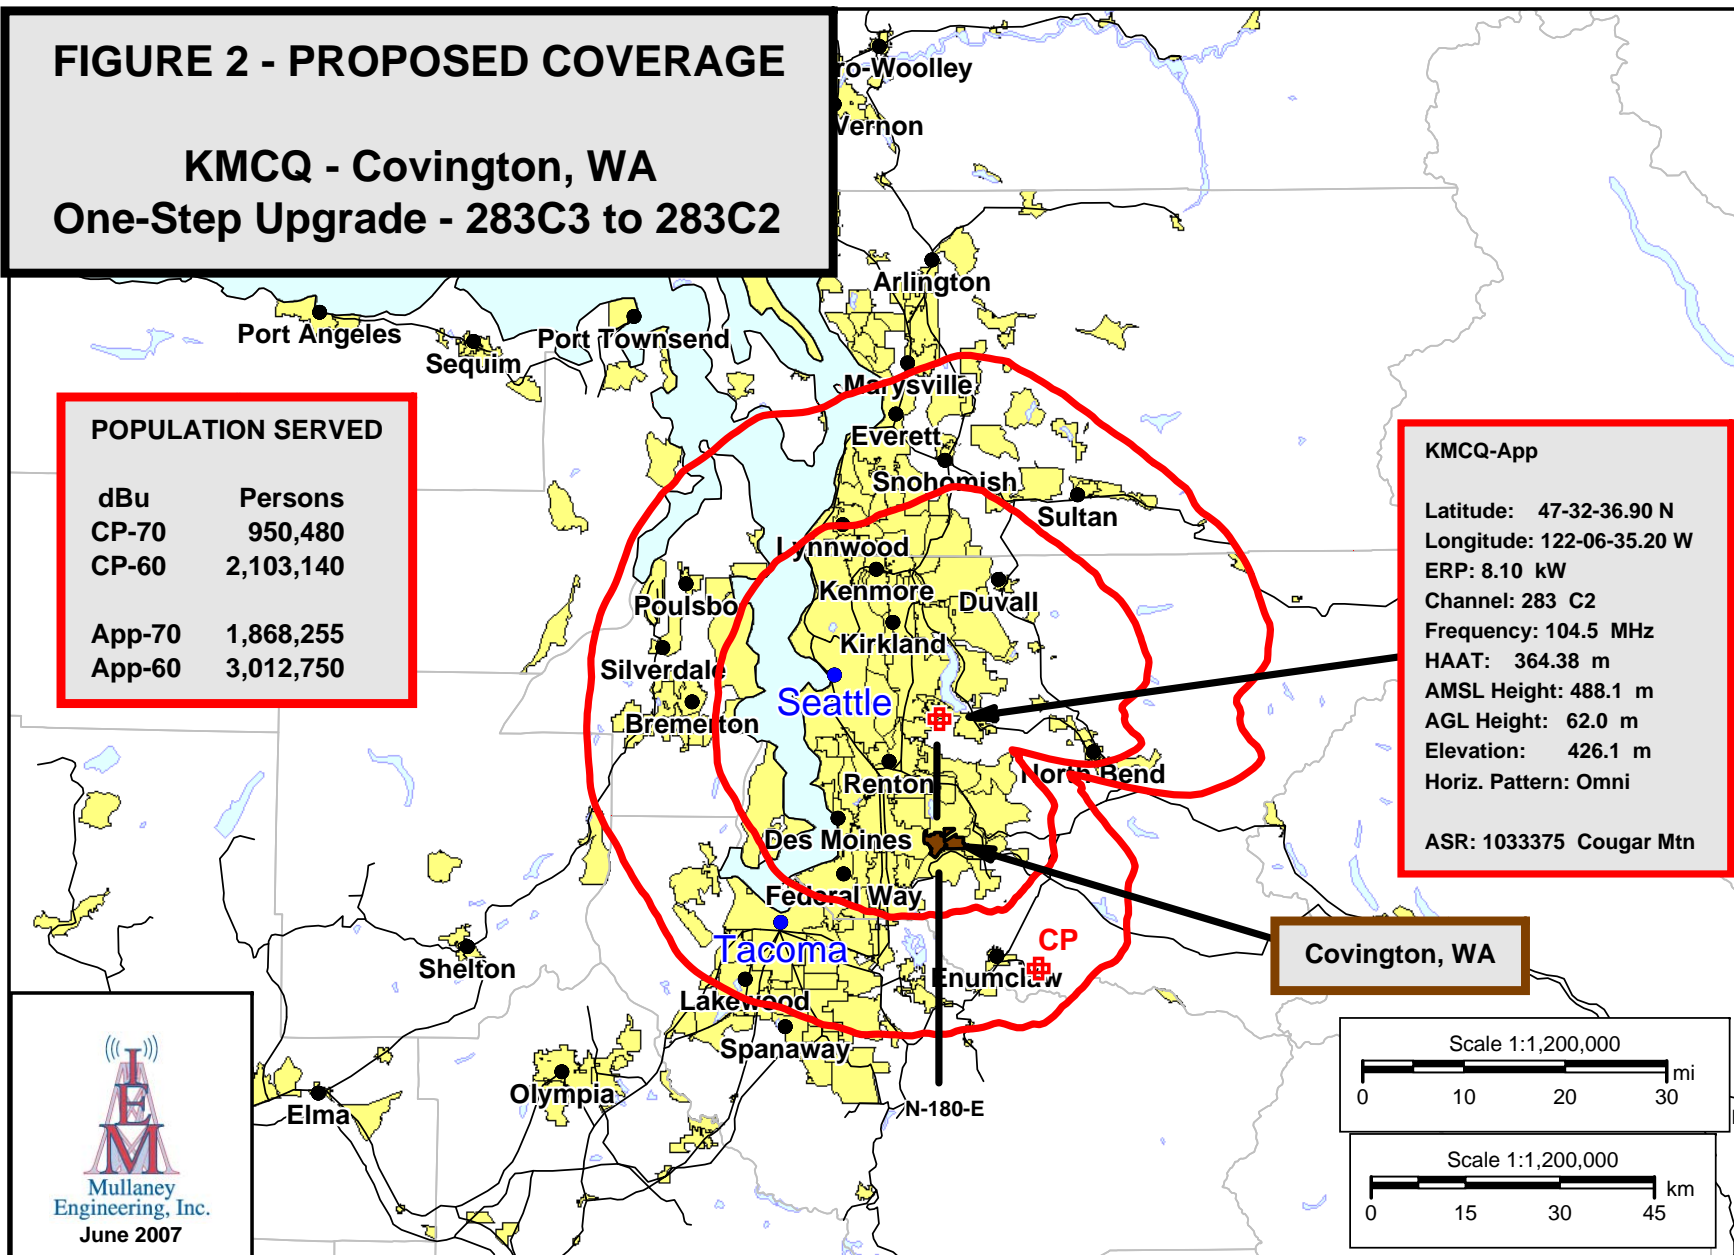 FIGURE 2 - PROPOSED COVERAGE
KMCQ - Covington, WA
One-Step Upgrade - 283C3 to 283C2
ro-Woolley
Vernon
Arlington
Port Angeles
Sequim
Port Townsend
Marysville
Everett
Snohomish
Sultan
Lynnwood
Kenmore
Duvall
Poulsbo
Kirkland
Silverdale
Seattle
Bremerton
North Bend
Renton
Des Moines
Federal Way
Tacoma
CP
Enumclaw
Shelton
Lakewood
Spanaway
Olympia
Elma
N-180-E
POPULATION SERVED
dBu Persons
CP-70 950,480
CP-60 2,103,140
App-70 1,868,255
App-60 3,012,750
KMCQ-App
Latitude: 47-32-36.90 N
Longitude: 122-06-35.20 W
ERP: 8.10 kW
Channel: 283 C2
Frequency: 104.5 MHz
HAAT: 364.38 m
AMSL Height: 488.1 m
AGL Height: 62.0 m
Elevation: 426.1 m
Horiz. Pattern: Omni
ASR: 1033375 Cougar Mtn
Covington, WA
Scale 1:1,200,000
mi
0 10 20 30
Scale 1:1,200,000
km
0 15 30 45
MEI
Mullaney
Engineering, Inc.
June 2007